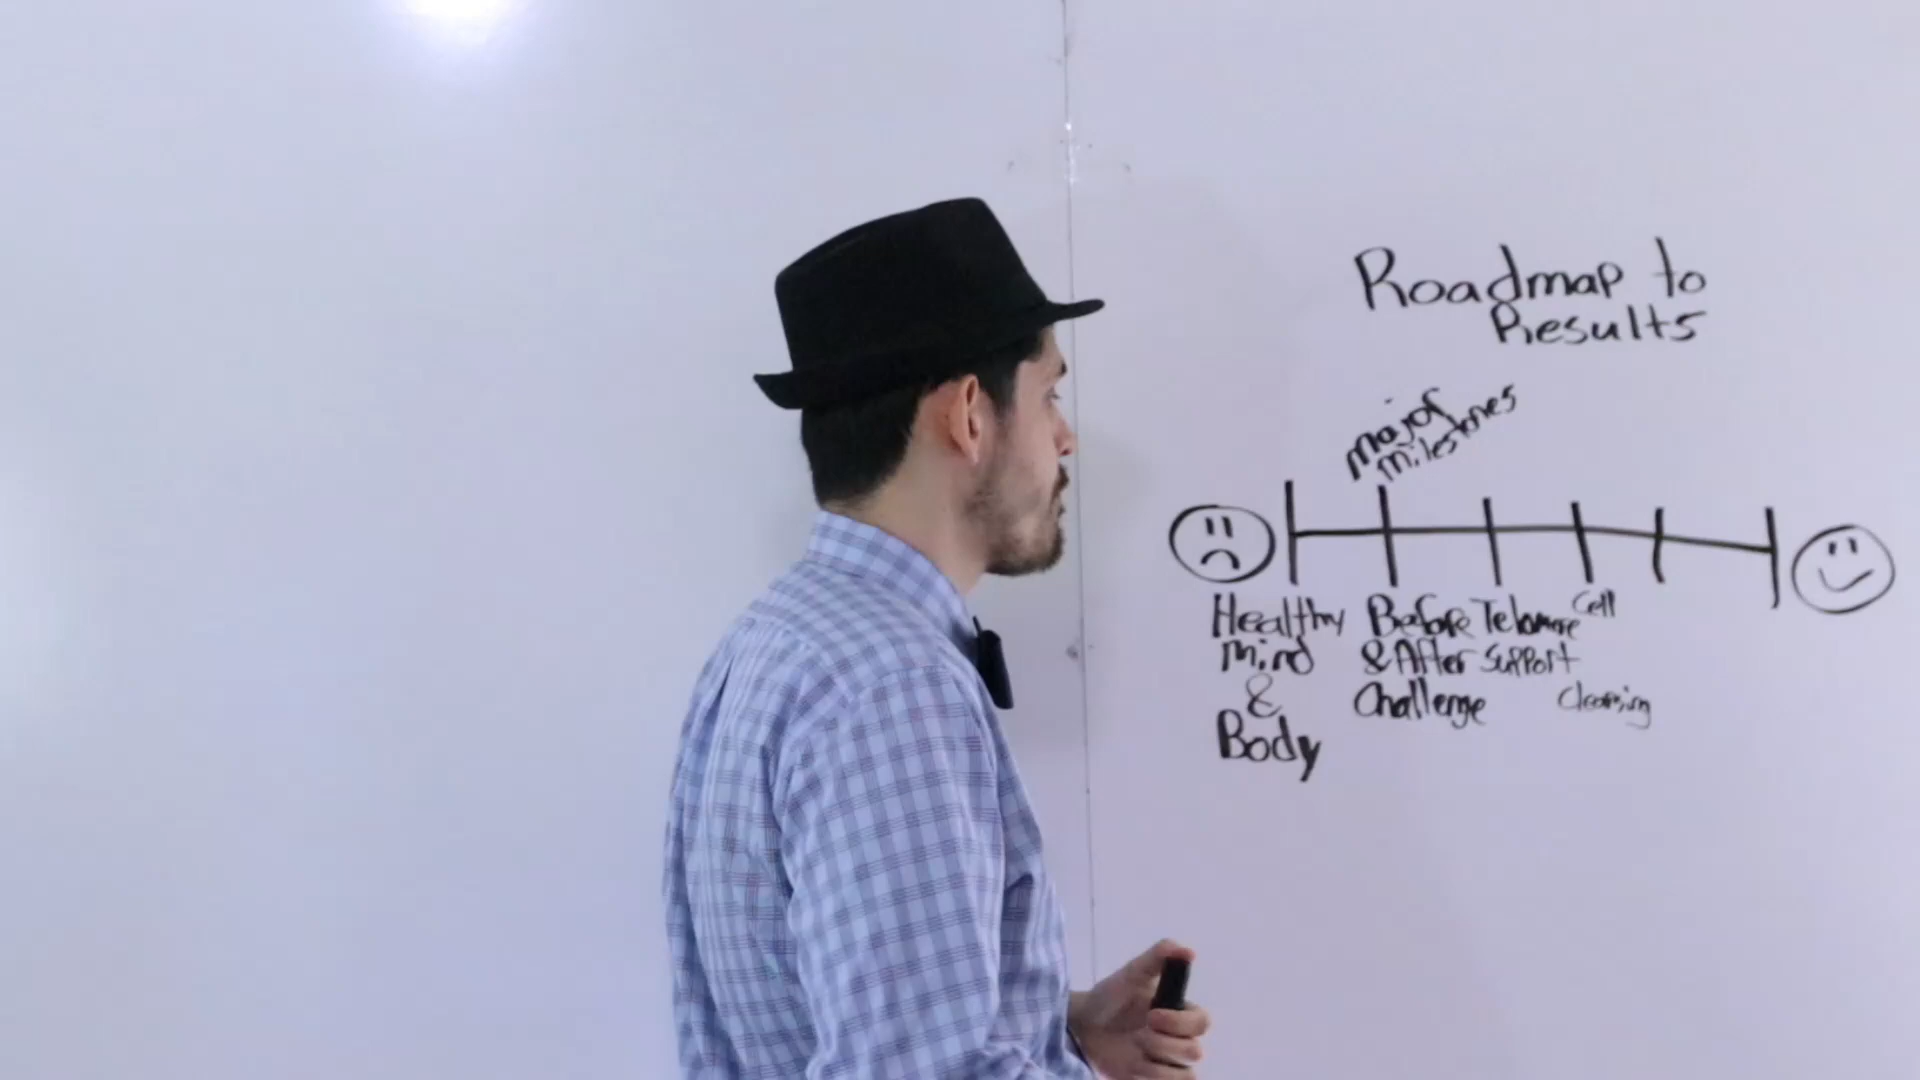 Roadmap to
Results
major
milestones
Healthy
Mind
&
Body
Before
& After
Challenge
Telomere
Support
Cell
Cleansing